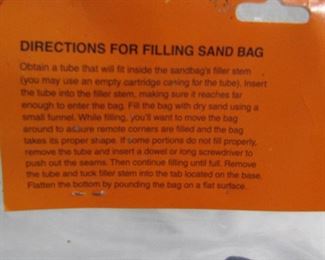 DIRECTIONS FOR FILLING SAND BAG
Obtain a tube that will fit inside the sandbag's filler stem
(you may use an empty cartridge casing for the tube). Insert
the tube into the filler stem, making sure it reaches far
enough to enter the bag. Fill the bag with dry sand using a
small funnel. While filling, you'll want to move the bag
around to assure remote corners are filled and the bag
takes its proper shape. If some portions do not fill properly,
remove the tube and insert a dowel or long screwdriver to
push out the seams. Then continue filling until full. Remove
the tube and tuck filler stem into the tab located on the base.
Flatten the bottom by pounding the bag on a flat surface.